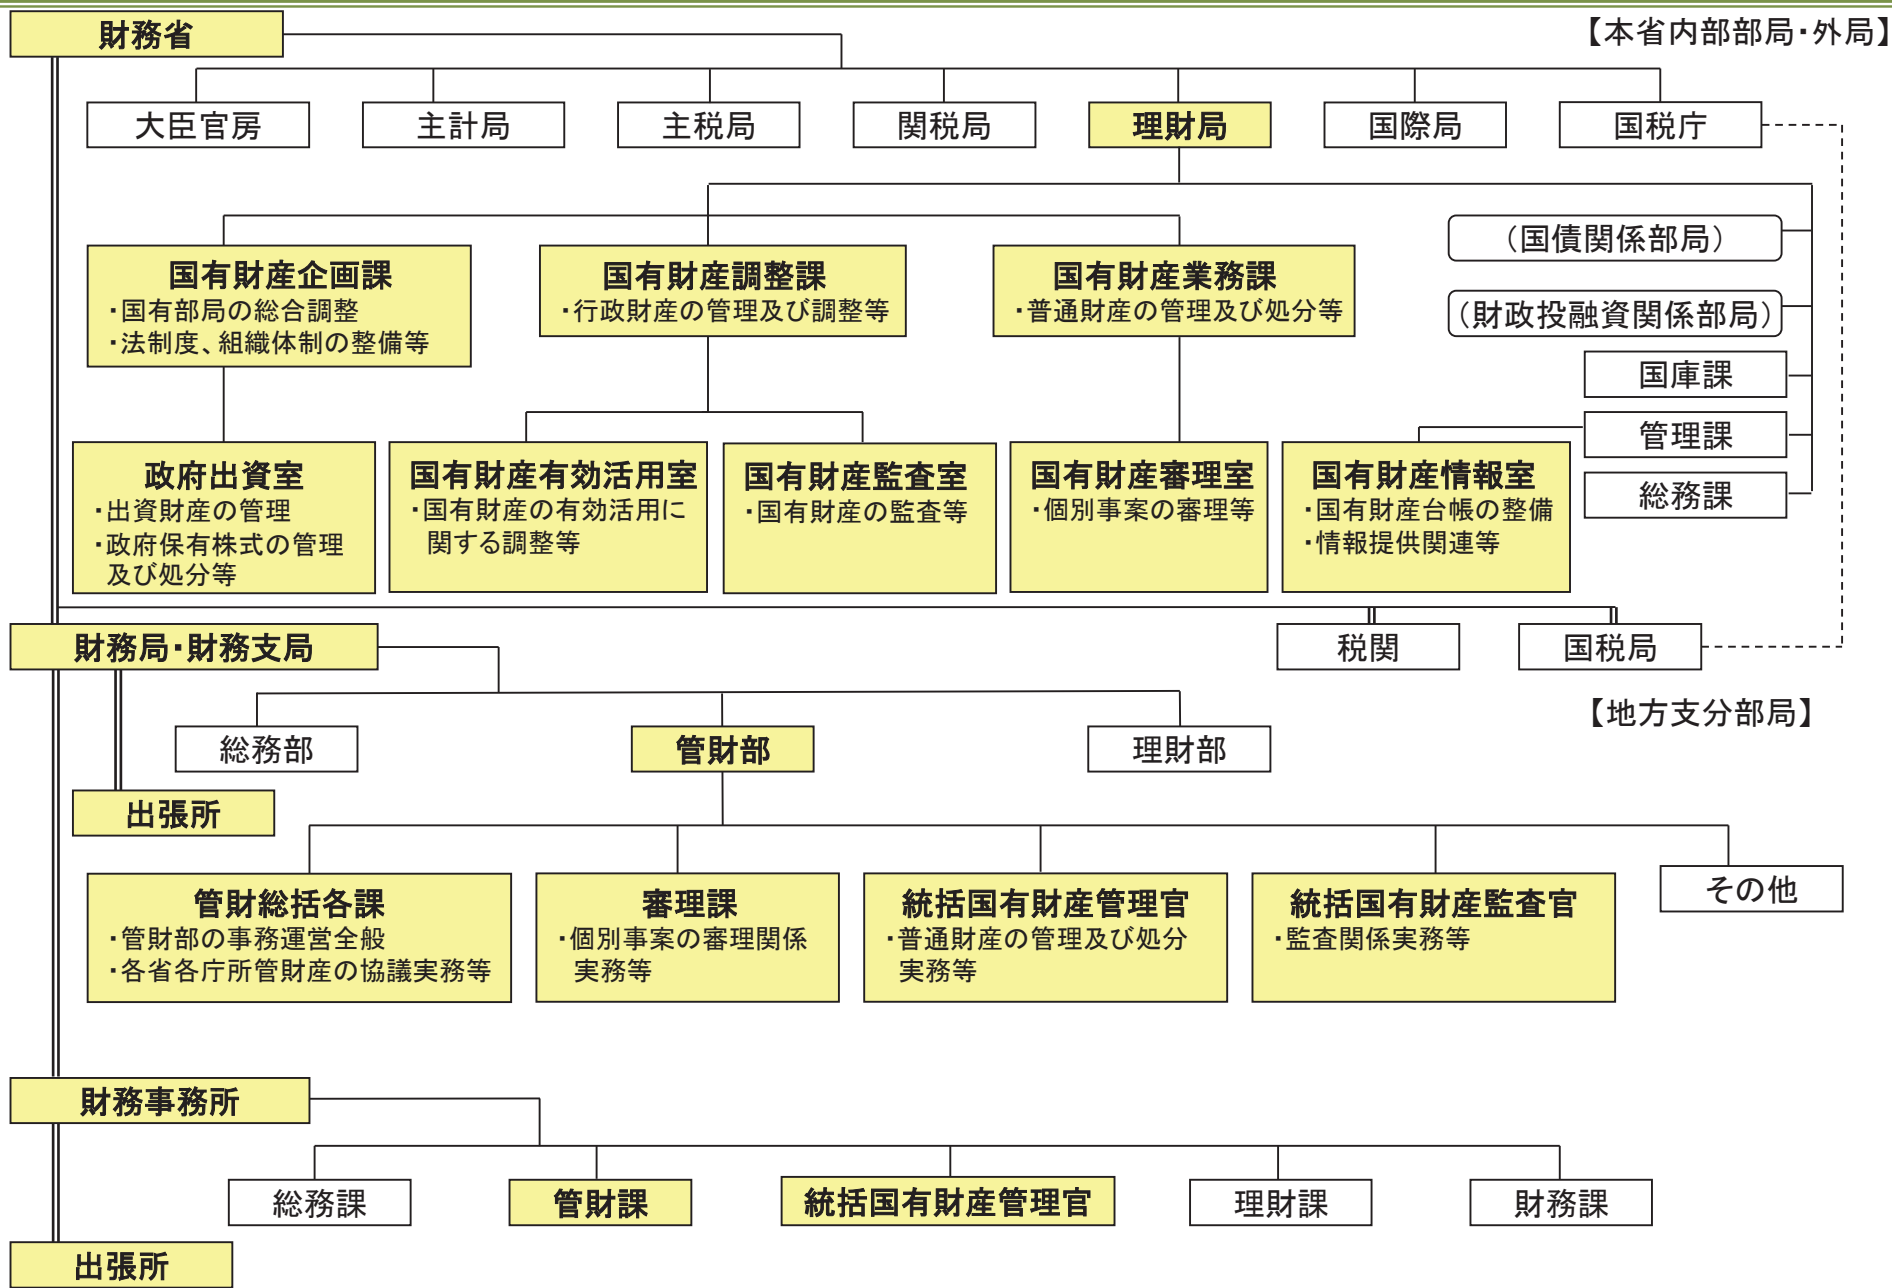 財務省
【本省内部部局・外局】
大臣官房
主計局
主税局
関税局
理財局
国際局
国税庁
(国債関係部局)
(財政投融資関係部局)
国庫課
管理課
総務課
国有財産企画課
・国有部局の総合調整
・法制度、組織体制の整備等
国有財産調整課
・行政財産の管理及び調整等
国有財産業務課
・普通財産の管理及び処分等
政府出資室
・出資財産の管理
・政府保有株式の管理
及び処分等
国有財産有効活用室
・国有財産の有効活用に
関する調整等
国有財産監査室
・国有財産の監査等
国有財産審理室
・個別事案の審理等
国有財産情報室
・国有財産台帳の整備
・情報提供関連等
財務局・財務支局
税関
国税局
【地方支分部局】
総務部
管財部
理財部
出張所
管財総括各課
・管財部の事務運営全般
・各省各庁所管財産の協議実務等
審理課
・個別事案の審理関係
実務等
統括国有財産管理官
・普通財産の管理及び処分
実務等
統括国有財産監査官
・監査関係実務等
その他
財務事務所
総務課
管財課
統括国有財産管理官
理財課
財務課
出張所